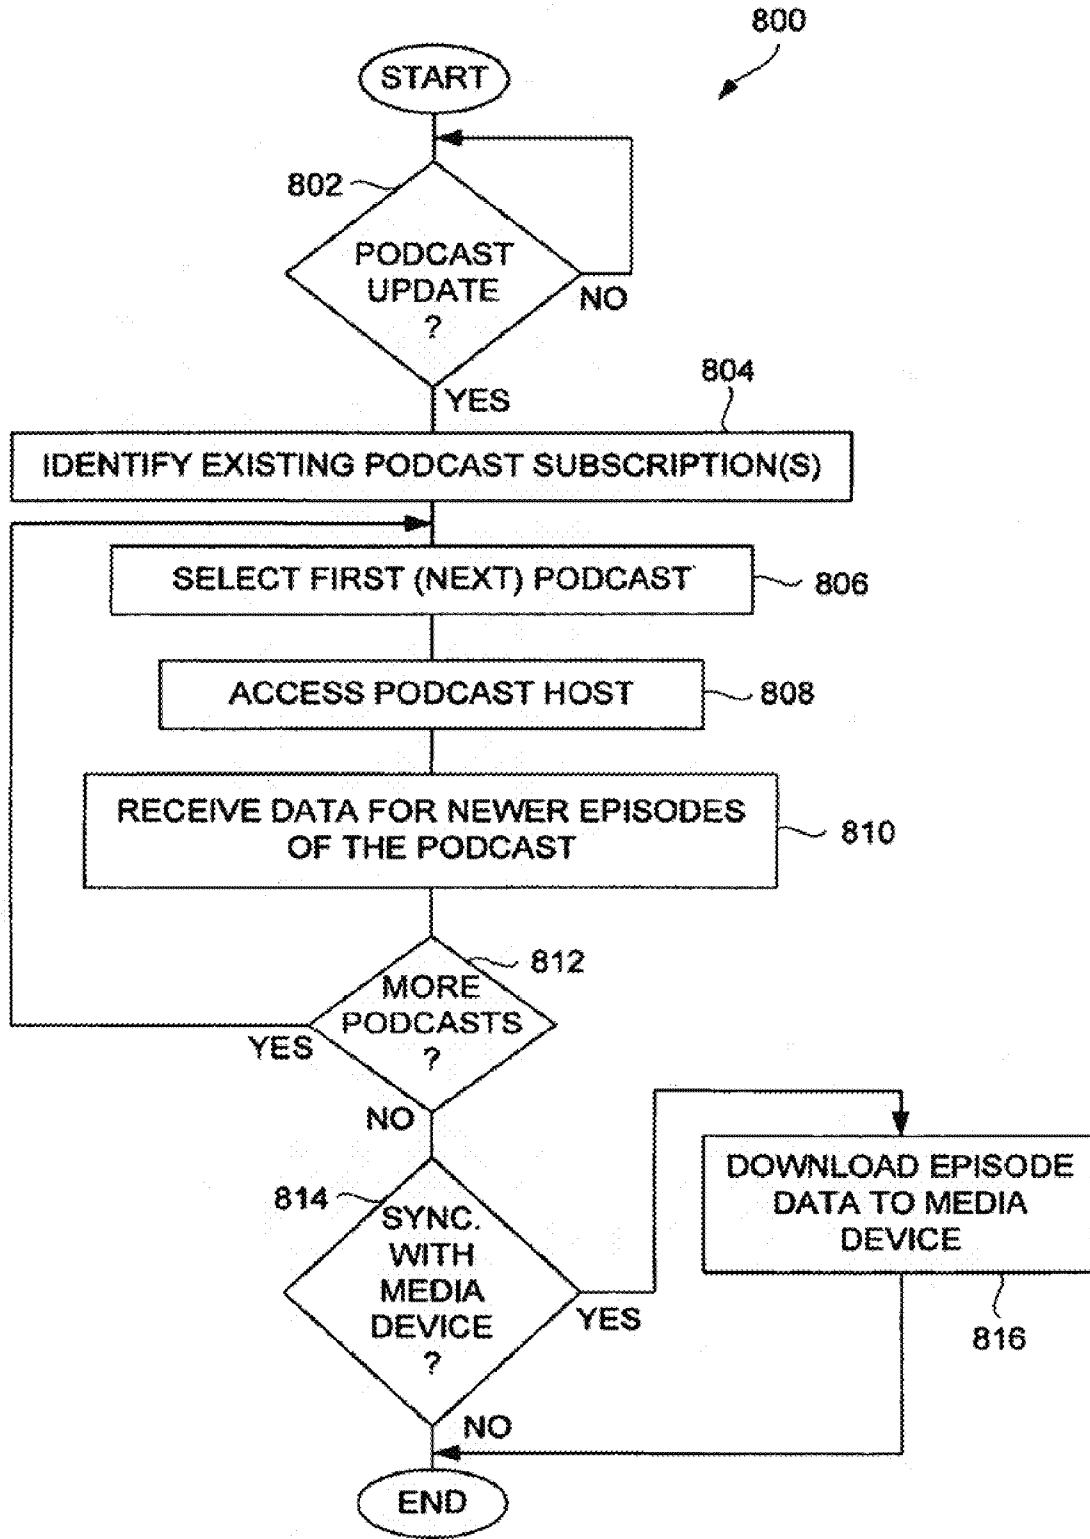 800
START
802
PODCAST
UPDATE
?
NO
YES
804
IDENTIFY EXISTING PODCAST SUBSCRIPTION(S)
SELECT FIRST (NEXT) PODCAST
806
ACCESS PODCAST HOST
808
RECEIVE DATA FOR NEWER EPISODES
OF THE PODCAST
810
812
MORE
PODCASTS
?
YES
NO
814
SYNC.
WITH
MEDIA
DEVICE
?
YES
NO
DOWNLOAD EPISODE
DATA TO MEDIA
DEVICE
816
END